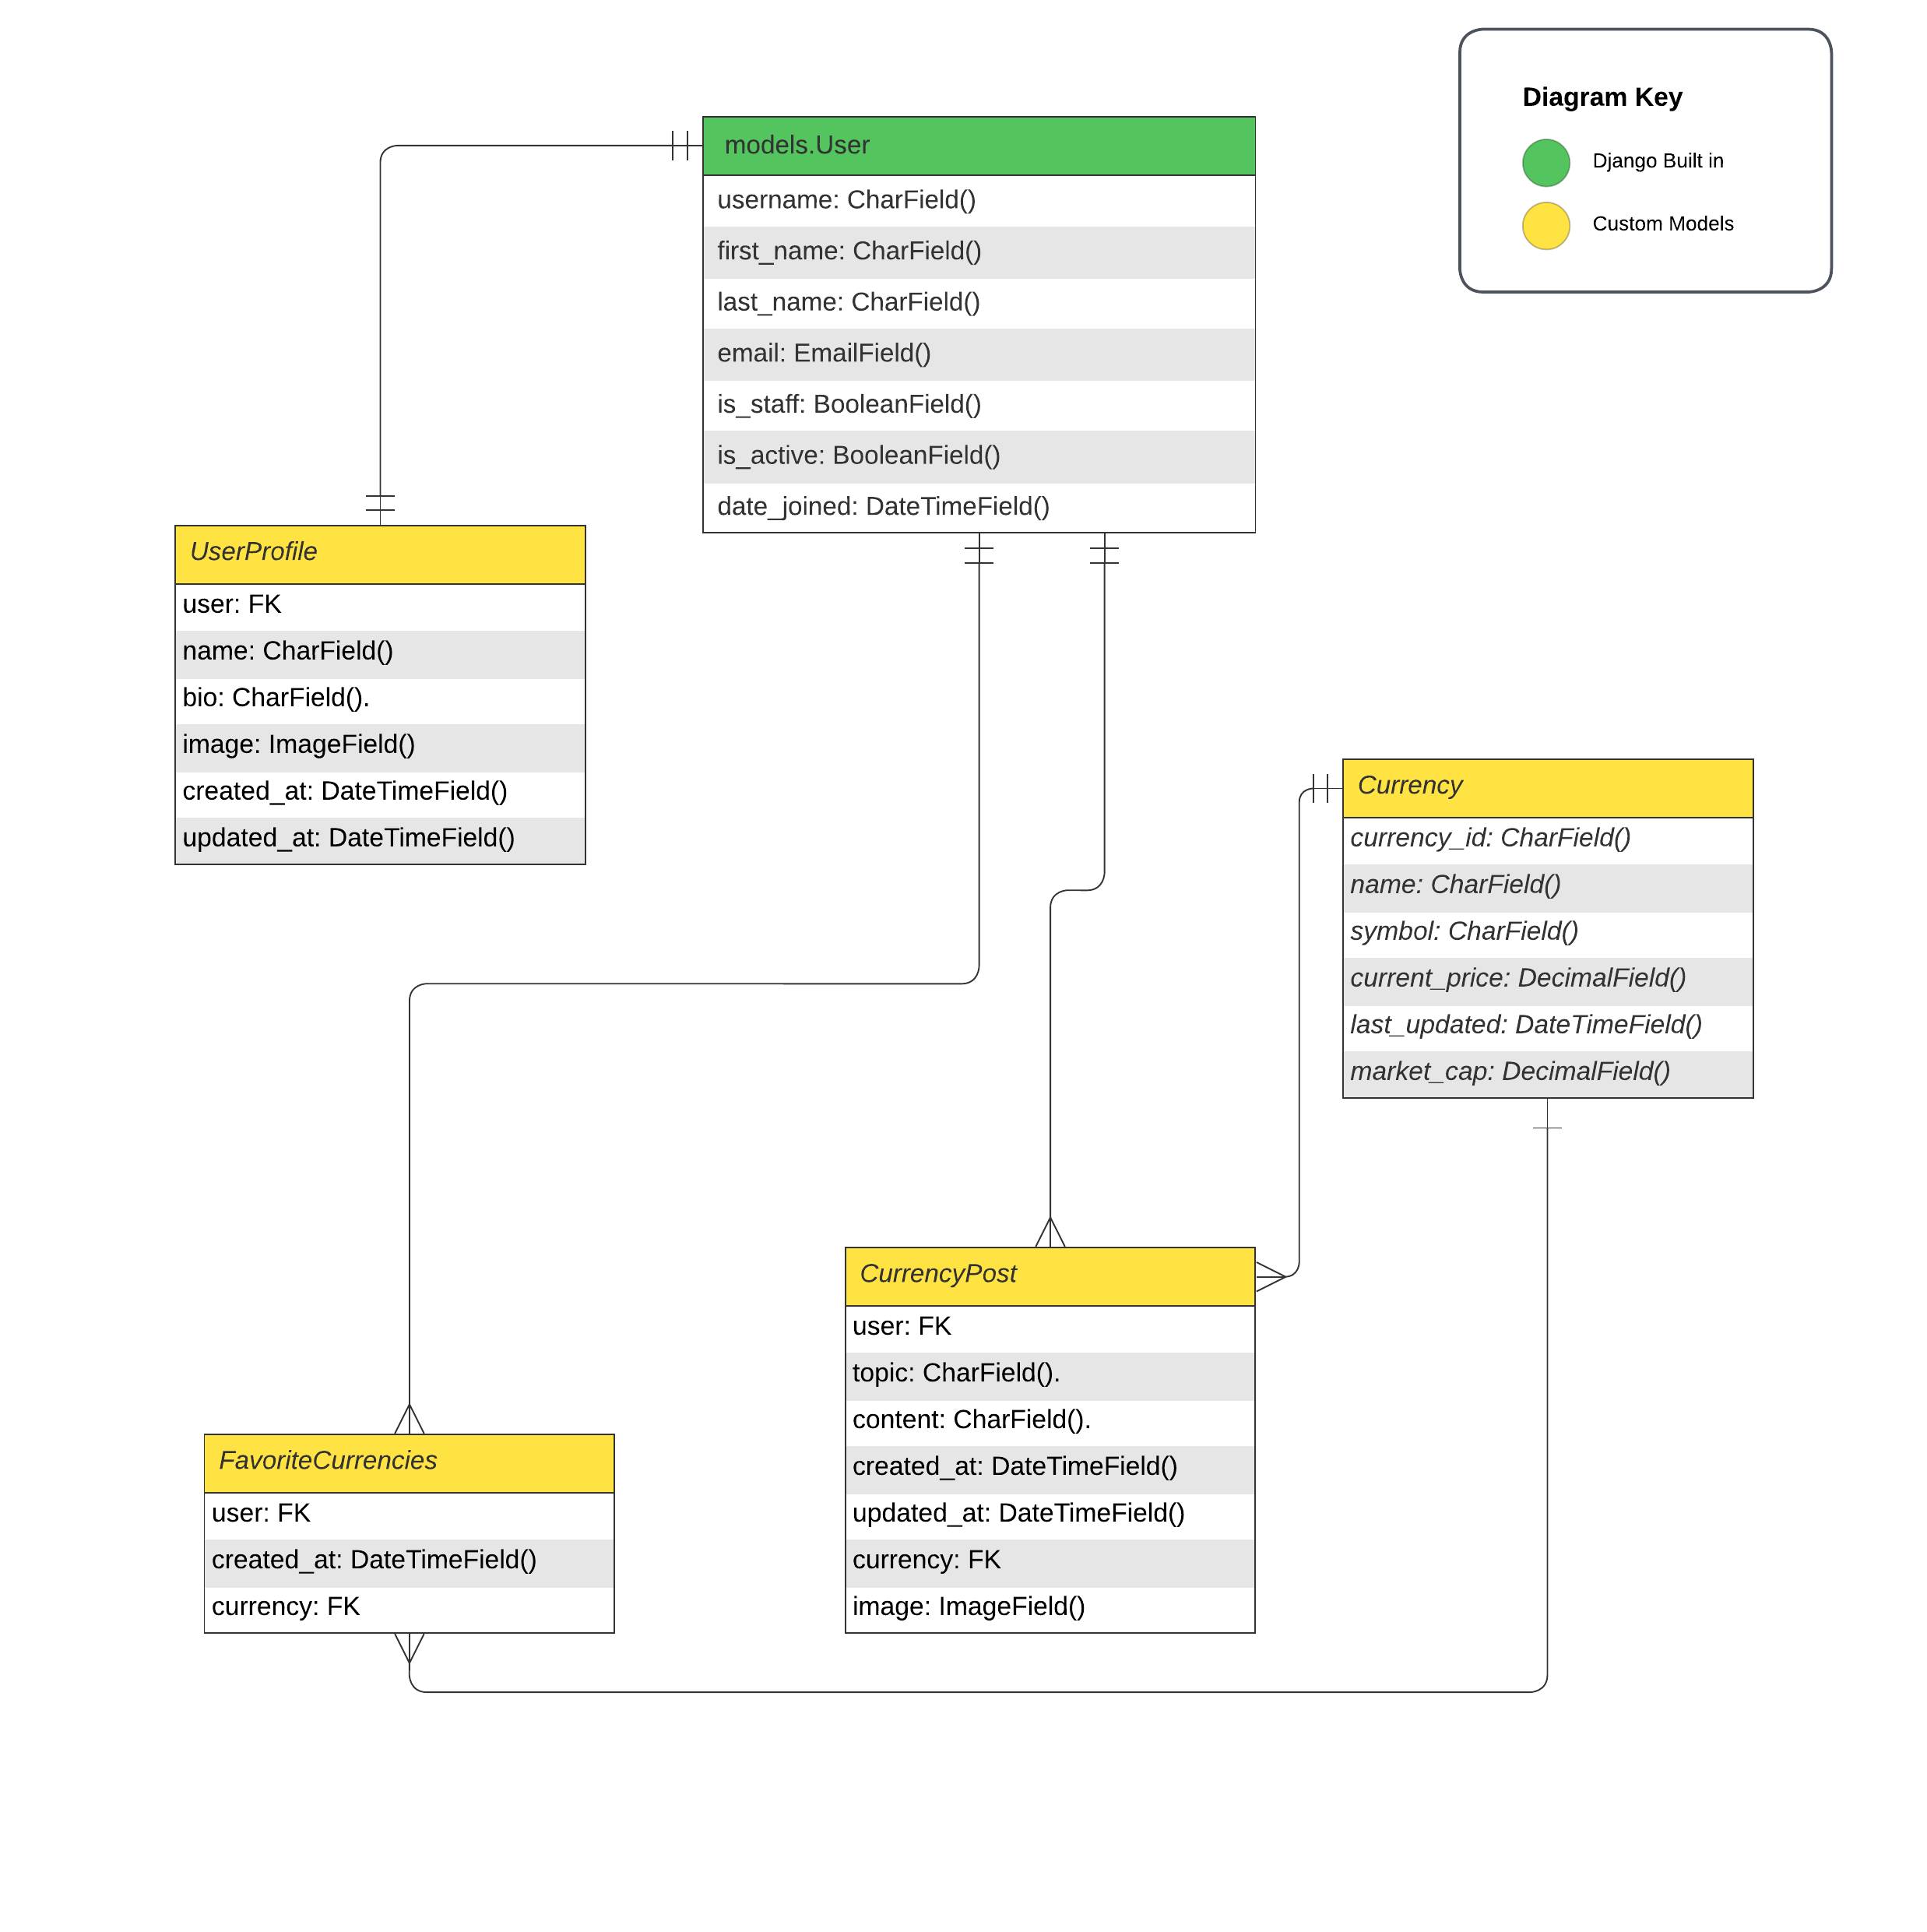 Diagram Key
Django Built in
Custom Models
models.User
username: CharField()
first_name: CharField()
last_name: CharField()
email: EmailField()
is_staff: BooleanField()
is_active: BooleanField()
date_joined: DateTimeField()
UserProfile
user: FK
name: CharField()
bio: CharField().
image: ImageField()
created_at: DateTimeField()
updated_at: DateTimeField()
Currency
currency_id: CharField()
name: CharField()
symbol: CharField()
current_price: DecimalField()
last_updated: DateTimeField()
market_cap: DecimalField()
CurrencyPost
user: FK
topic: CharField().
content: CharField().
created_at: DateTimeField()
updated_at: DateTimeField()
currency: FK
image: ImageField()
FavoriteCurrencies
user: FK
created_at: DateTimeField()
currency: FK